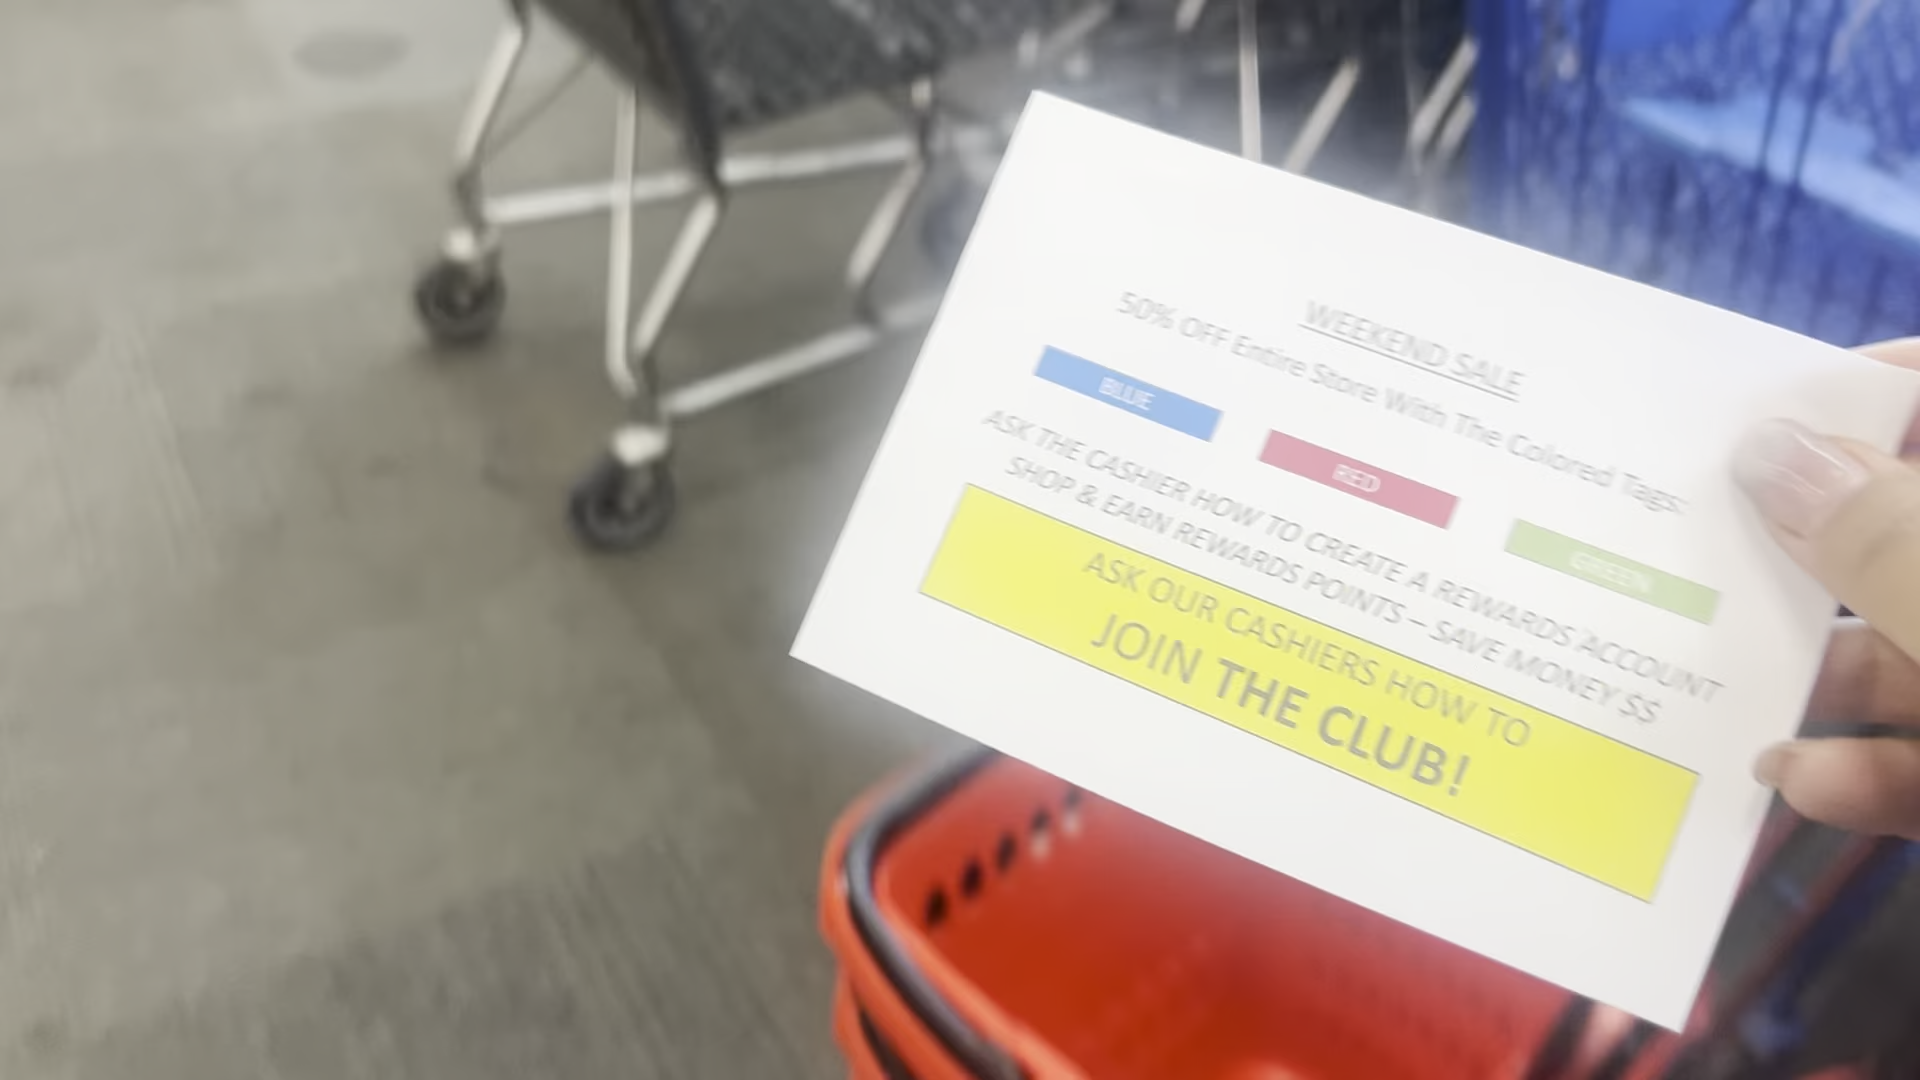 WEEKEND SALE
50% OFF Entire Store With The Colored Tags:
BLUE
RED
GREEN
ASK THE CASHIER HOW TO CREATE A REWARDS ACCOUNT
SHOP & EARN REWARDS POINTS – SAVE MONEY $$
ASK OUR CASHIERS HOW TO
JOIN THE CLUB!